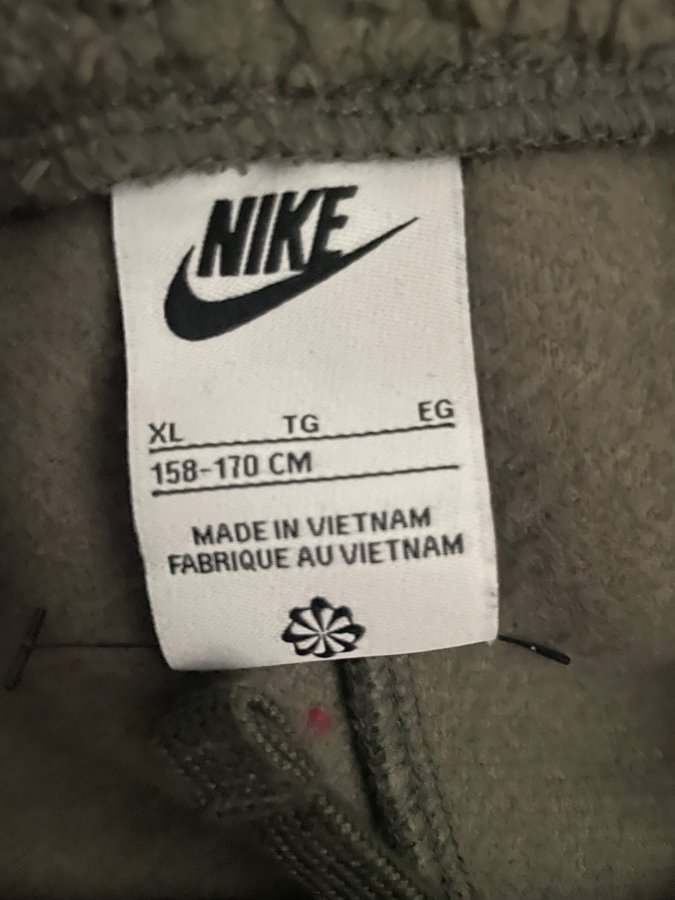 NIKE
XL TG EG
158-170 CM
MADE IN VIETNAM
FABRIQUE AU VIETNAM